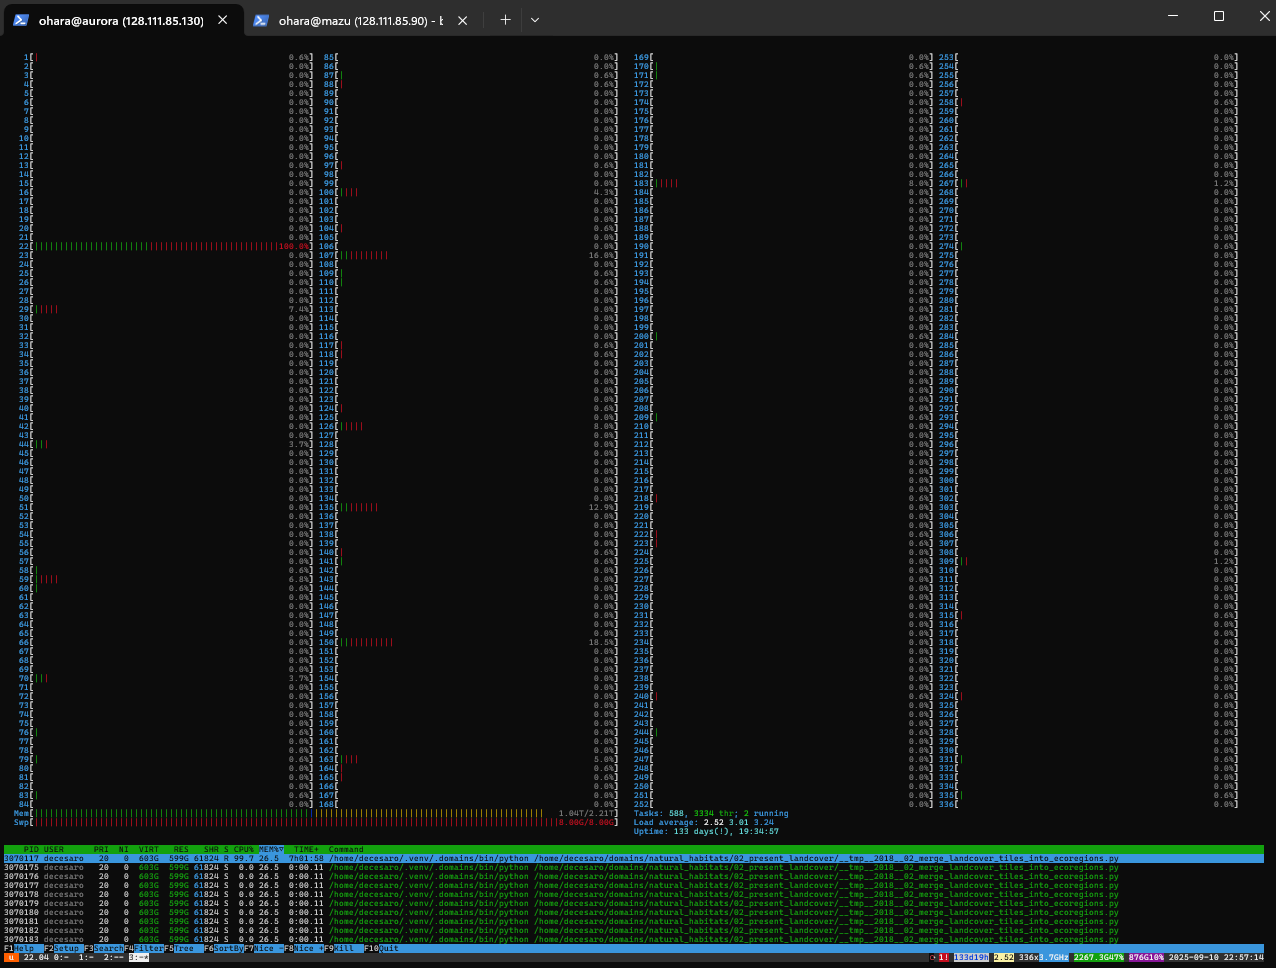 ohara@aurora (128.111.85.130)
ohara@mazu (128.111.85.90) - b
1[ 0.6%] 85[ 0.0%] 169[ 0.0%] 253[ 0.0%]
2[ 0.0%] 86[ 0.0%] 170[ 0.6%] 254[ 0.0%]
3[ 0.0%] 87[ 0.6%] 171[ 0.6%] 255[ 0.0%]
4[ 0.0%] 88[ 0.6%] 172[ 0.0%] 256[ 0.0%]
5[ 0.0%] 89[ 0.0%] 173[ 0.0%] 257[ 0.0%]
6[ 0.0%] 90[ 0.0%] 174[ 0.0%] 258[ 0.6%]
7[ 0.0%] 91[ 0.0%] 175[ 0.0%] 259[ 0.0%]
8[ 0.0%] 92[ 0.0%] 176[ 0.0%] 260[ 0.0%]
9[ 0.0%] 93[ 0.0%] 177[ 0.0%] 261[ 0.0%]
10[ 0.0%] 94[ 0.0%] 178[ 0.0%] 262[ 0.0%]
11[ 0.0%] 95[ 0.0%] 179[ 0.0%] 263[ 0.0%]
12[ 0.0%] 96[ 0.0%] 180[ 0.0%] 264[ 0.0%]
13[ 0.0%] 97[ 0.6%] 181[ 0.0%] 265[ 0.0%]
14[ 0.0%] 98[ 0.0%] 182[ 0.0%] 266[ 0.0%]
15[ 0.0%] 99[ 0.0%] 183[ 8.0%] 267[ 1.2%]
16[ 0.0%] 100[ 4.3%] 184[ 0.0%] 268[ 0.0%]
17[ 0.0%] 101[ 0.0%] 185[ 0.0%] 269[ 0.0%]
18[ 0.0%] 102[ 0.0%] 186[ 0.0%] 270[ 0.0%]
19[ 0.0%] 103[ 0.0%] 187[ 0.0%] 271[ 0.0%]
20[ 0.0%] 104[ 0.6%] 188[ 0.0%] 272[ 0.0%]
21[ 0.0%] 105[ 0.0%] 189[ 0.0%] 273[ 0.0%]
22[ 100.0%] 106[ 0.0%] 190[ 0.0%] 274[ 0.6%]
23[ 0.0%] 107[ 16.0%] 191[ 0.0%] 275[ 0.0%]
24[ 0.0%] 108[ 0.0%] 192[ 0.0%] 276[ 0.0%]
25[ 0.0%] 109[ 0.6%] 193[ 0.0%] 277[ 0.0%]
26[ 0.0%] 110[ 0.6%] 194[ 0.0%] 278[ 0.0%]
27[ 0.0%] 111[ 0.0%] 195[ 0.0%] 279[ 0.0%]
28[ 0.0%] 112[ 0.0%] 196[ 0.0%] 280[ 0.0%]
29[ 7.4%] 113[ 0.0%] 197[ 0.0%] 281[ 0.0%]
30[ 0.0%] 114[ 0.0%] 198[ 0.0%] 282[ 0.0%]
31[ 0.0%] 115[ 0.0%] 199[ 0.0%] 283[ 0.0%]
32[ 0.0%] 116[ 0.0%] 200[ 0.6%] 284[ 0.0%]
33[ 0.0%] 117[ 0.6%] 201[ 0.0%] 285[ 0.0%]
34[ 0.0%] 118[ 0.6%] 202[ 0.0%] 286[ 0.0%]
35[ 0.0%] 119[ 0.0%] 203[ 0.0%] 287[ 0.0%]
36[ 0.0%] 120[ 0.0%] 204[ 0.0%] 288[ 0.0%]
37[ 0.0%] 121[ 0.0%] 205[ 0.0%] 289[ 0.0%]
38[ 0.0%] 122[ 0.0%] 206[ 0.0%] 290[ 0.0%]
39[ 0.0%] 123[ 0.0%] 207[ 0.0%] 291[ 0.0%]
40[ 0.0%] 124[ 0.6%] 208[ 0.0%] 292[ 0.0%]
41[ 0.0%] 125[ 0.0%] 209[ 0.6%] 293[ 0.0%]
42[ 0.0%] 126[ 8.0%] 210[ 0.0%] 294[ 0.0%]
43[ 0.0%] 127[ 0.0%] 211[ 0.0%] 295[ 0.0%]
44[ 3.7%] 128[ 0.0%] 212[ 0.0%] 296[ 0.0%]
45[ 0.0%] 129[ 0.0%] 213[ 0.0%] 297[ 0.0%]
46[ 0.0%] 130[ 0.0%] 214[ 0.0%] 298[ 0.0%]
47[ 0.0%] 131[ 0.0%] 215[ 0.0%] 299[ 0.0%]
48[ 0.0%] 132[ 0.0%] 216[ 0.0%] 300[ 0.0%]
49[ 0.0%] 133[ 0.0%] 217[ 0.0%] 301[ 0.0%]
50[ 0.0%] 134[ 0.0%] 218[ 0.6%] 302[ 0.0%]
51[ 0.0%] 135[ 12.9%] 219[ 0.0%] 303[ 0.0%]
52[ 0.0%] 136[ 0.0%] 220[ 0.0%] 304[ 0.0%]
53[ 0.0%] 137[ 0.0%] 221[ 0.0%] 305[ 0.0%]
54[ 0.0%] 138[ 0.0%] 222[ 0.6%] 306[ 0.0%]
55[ 0.0%] 139[ 0.0%] 223[ 0.6%] 307[ 0.0%]
56[ 0.0%] 140[ 0.6%] 224[ 0.0%] 308[ 0.0%]
57[ 0.0%] 141[ 0.6%] 225[ 0.0%] 309[ 1.2%]
58[ 0.6%] 142[ 0.0%] 226[ 0.0%] 310[ 0.0%]
59[ 6.8%] 143[ 0.0%] 227[ 0.0%] 311[ 0.0%]
60[ 0.6%] 144[ 0.0%] 228[ 0.0%] 312[ 0.0%]
61[ 0.0%] 145[ 0.0%] 229[ 0.0%] 313[ 0.0%]
62[ 0.0%] 146[ 0.0%] 230[ 0.0%] 314[ 0.0%]
63[ 0.0%] 147[ 0.0%] 231[ 0.0%] 315[ 0.6%]
64[ 0.0%] 148[ 0.0%] 232[ 0.0%] 316[ 0.0%]
65[ 0.0%] 149[ 0.0%] 233[ 0.0%] 317[ 0.0%]
66[ 0.0%] 150[ 18.5%] 234[ 0.0%] 318[ 0.0%]
67[ 0.0%] 151[ 0.0%] 235[ 0.0%] 319[ 0.0%]
68[ 0.0%] 152[ 0.0%] 236[ 0.0%] 320[ 0.0%]
69[ 0.0%] 153[ 0.0%] 237[ 0.0%] 321[ 0.0%]
70[ 3.7%] 154[ 0.0%] 238[ 0.0%] 322[ 0.0%]
71[ 0.0%] 155[ 0.0%] 239[ 0.0%] 323[ 0.0%]
72[ 0.0%] 156[ 0.0%] 240[ 0.6%] 324[ 0.6%]
73[ 0.0%] 157[ 0.0%] 241[ 0.0%] 325[ 0.0%]
74[ 0.0%] 158[ 0.0%] 242[ 0.0%] 326[ 0.0%]
75[ 0.0%] 159[ 0.0%] 243[ 0.0%] 327[ 0.0%]
76[ 0.6%] 160[ 0.0%] 244[ 0.6%] 328[ 0.0%]
77[ 0.0%] 161[ 0.0%] 245[ 0.0%] 329[ 0.0%]
78[ 0.0%] 162[ 0.0%] 246[ 0.0%] 330[ 0.0%]
79[ 0.6%] 163[ 5.0%] 247[ 331[
80[ 0.0%] 164[ 0.6%] 248[ 0.0%] 332[ 0.0%]
81[ 0.0%] 165[ 249[ 0.0%] 333[ 0.0%]
82[ 0.0%] 166[ 0.0%] 250[ 0.0%] 334[ 0.0%]
83[ 0.6%] 167[ 251[ 0.0%] 335[ 0.6%]
84[ 0.0%] 168[ 0.0%] 252[ 0.0%] 336[ 0.0%]
Mem[ 1.04T/2.21T] Tasks: 588, 3334 thr; 2 running
Swp[ 8.00G/8.00G] Load average: 2.52 3.01 3.24
Uptime: 133 days(!), 19:34:57
PID USER PRI NI VIRT RES SHR S CPU% MEM%▽ TIME+ Command
3070117 decesaro 20 0 603G 599G 61824 R 99.7 26.5 7h01:58 /home/decesaro/.venv/.domains/bin/python /home/decesaro/domains/natural_habitats/02_present_landcover/__tmp__2018__02_merge_landcover_tiles_into_ecoregions.py
3070175 decesaro 20 0 603G 599G 61824 S 0.0 26.5 0:00.11 /home/decesaro/.venv/.domains/bin/python /home/decesaro/domains/natural_habitats/02_present_landcover/__tmp__2018__02_merge_landcover_tiles_into_ecoregions.py
3070176 decesaro 20 0 603G 599G 61824 S 0.0 26.5 0:00.11 /home/decesaro/.venv/.domains/bin/python /home/decesaro/domains/natural_habitats/02_present_landcover/__tmp__2018__02_merge_landcover_tiles_into_ecoregions.py
3070177 decesaro 20 0 603G 599G 61824 S 0.0 26.5 0:00.11 /home/decesaro/.venv/.domains/bin/python /home/decesaro/domains/natural_habitats/02_present_landcover/__tmp__2018__02_merge_landcover_tiles_into_ecoregions.py
3070178 decesaro 20 0 603G 599G 61824 S 0.0 26.5 0:00.11 /home/decesaro/.venv/.domains/bin/python /home/decesaro/domains/natural_habitats/02_present_landcover/__tmp__2018__02_merge_landcover_tiles_into_ecoregions.py
3070179 decesaro 20 0 603G 599G 61824 S 0.0 26.5 0:00.11 /home/decesaro/.venv/.domains/bin/python /home/decesaro/domains/natural_habitats/02_present_landcover/__tmp__2018__02_merge_landcover_tiles_into_ecoregions.py
3070180 decesaro 20 0 603G 599G 61824 S 0.0 26.5 0:00.11 /home/decesaro/.venv/.domains/bin/python /home/decesaro/domains/natural_habitats/02_present_landcover/__tmp__2018__02_merge_landcover_tiles_into_ecoregions.py
3070181 decesaro 20 0 603G 599G 61824 S 0.0 26.5 0:00.11 /home/decesaro/.venv/.domains/bin/python /home/decesaro/domains/natural_habitats/02_present_landcover/__tmp__2018__02_merge_landcover_tiles_into_ecoregions.py
3070182 decesaro 20 0 603G 599G 61824 S 0.0 26.5 0:00.11 /home/decesaro/.venv/.domains/bin/python /home/decesaro/domains/natural_habitats/02_present_landcover/__tmp__2018__02_merge_landcover_tiles_into_ecoregions.py
3070183 decesaro 20 0 603G 599G 61824 S 0.0 26.5 0:00.11 /home/decesaro/.venv/.domains/bin/python /home/decesaro/domains/natural_habitats/02_present_landcover/__tmp__2018__02_merge_landcover_tiles_into_ecoregions.py
F1Help F2Setup F3Search F4Filter F5Tree F6SortBy F7Nice - F8Nice + F9Kill F10Quit
u 22.04 0:- 1:- 2:-- 3:-* 1! 133d19h 2.52 336x3.7GHz 2267.3G47% 876G10% 2025-09-10 22:57:14